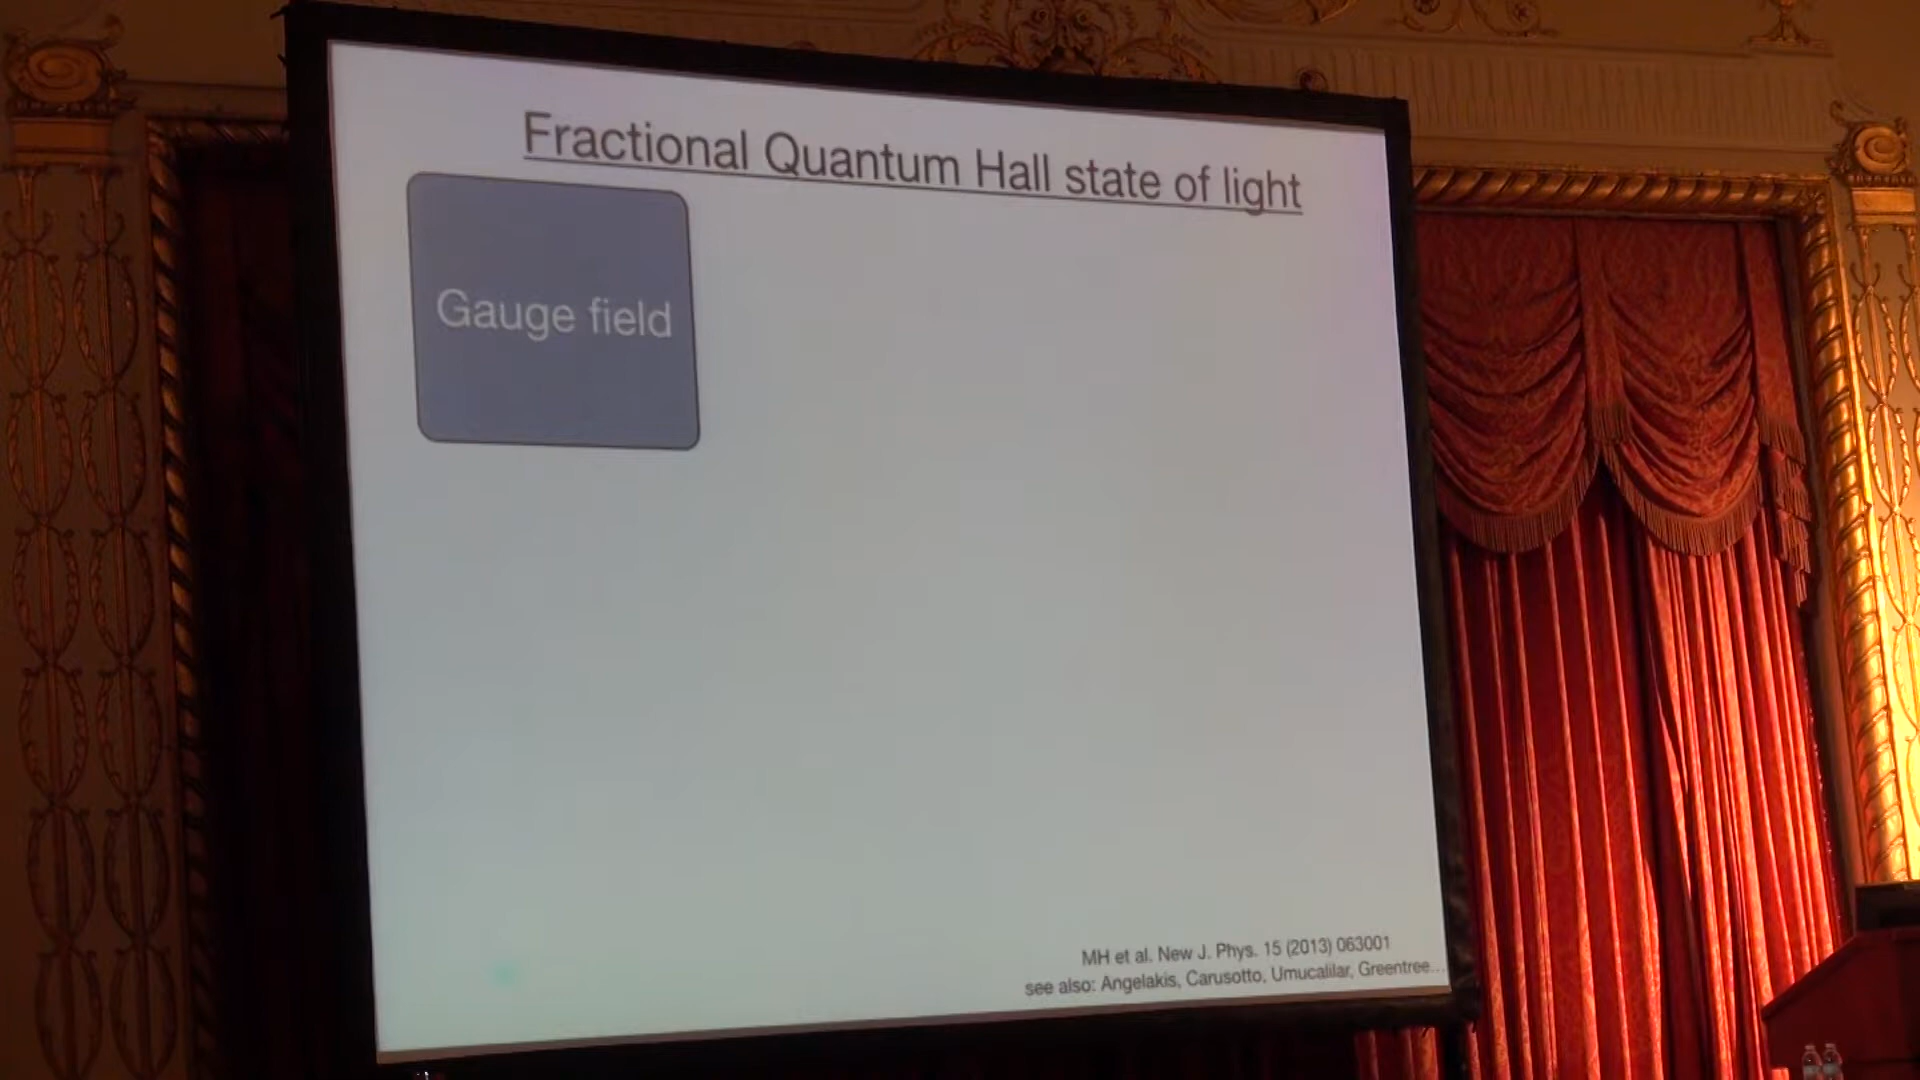 Fractional Quantum Hall state of light
Gauge field
MH et al. New J. Phys. 15 (2013) 063001
see also: Angelakis, Carusotto, Umucalilar, Greentree...